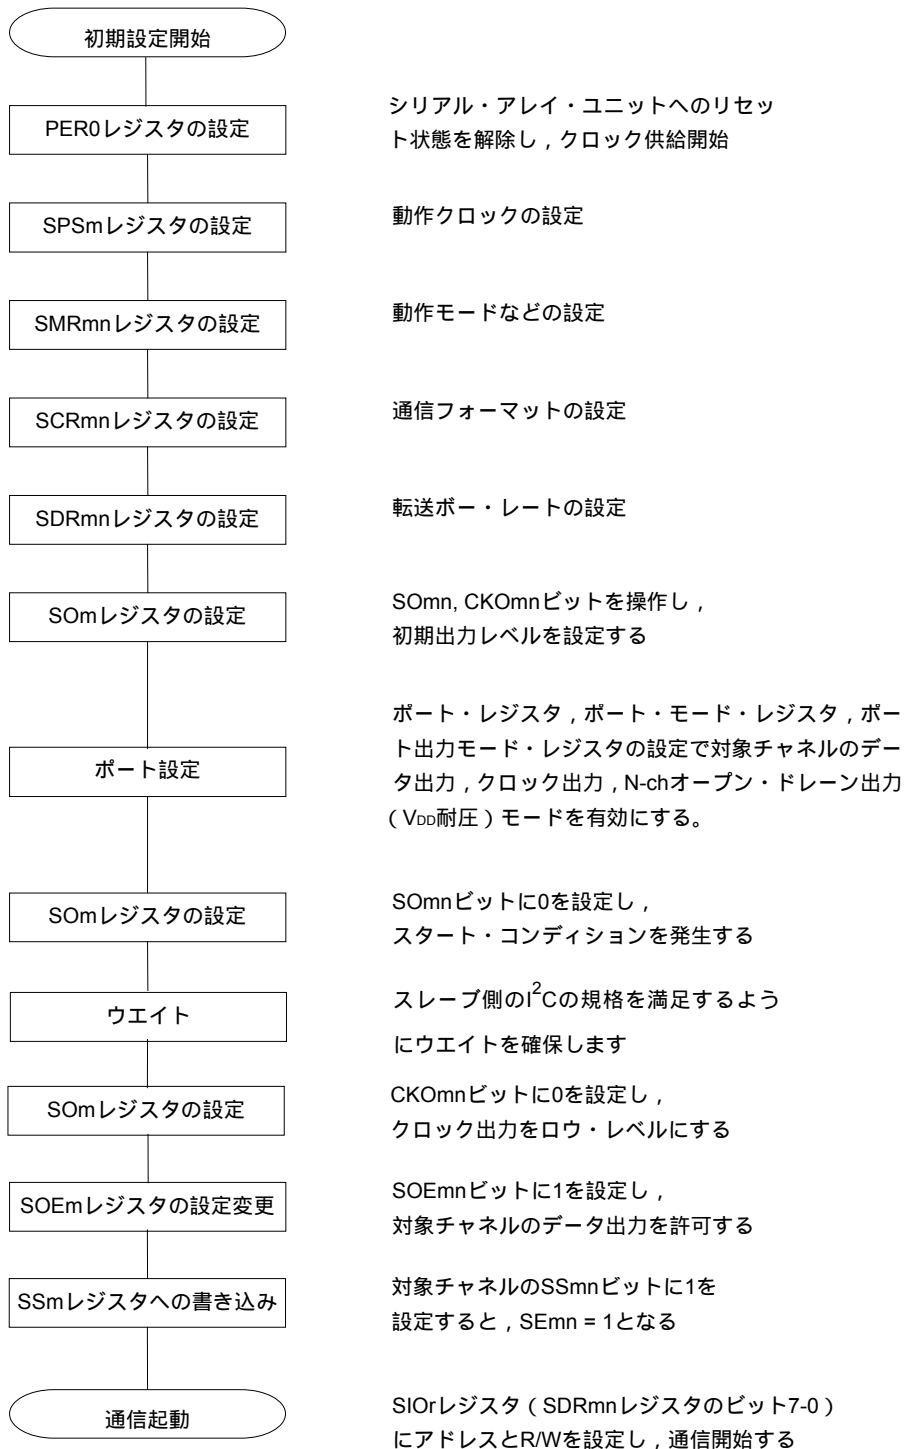 初期設定開始
PER0レジスタの設定
シリアル・アレイ・ユニットへのリセッ
ト状態を解除し，クロック供給開始
SPSmレジスタの設定
動作クロックの設定
SMRmnレジスタの設定
動作モードなどの設定
SCRmnレジスタの設定
通信フォーマットの設定
SDRmnレジスタの設定
転送ボー・レートの設定
SOmレジスタの設定
SOmn, CKOmnビットを操作し，
初期出力レベルを設定する
ポート設定
ポート・レジスタ，ポート・モード・レジスタ，ポー
ト出力モード・レジスタの設定で対象チャネルのデー
タ出力，クロック出力，N-chオープン・ドレーン出力
（VDD耐圧）モードを有効にする。
SOmレジスタの設定
SOmnビットに0を設定し，
スタート・コンディションを発生する
ウエイト
スレーブ側のI²Cの規格を満足するよう
にウエイトを確保します
SOmレジスタの設定
CKOmnビットに0を設定し，
クロック出力をロウ・レベルにする
SOEmレジスタの設定変更
SOEmnビットに1を設定し，
対象チャネルのデータ出力を許可する
SSmレジスタへの書き込み
対象チャネルのSSmnビットに1を
設定すると，SEmn = 1となる
通信起動
SIOrレジスタ（SDRmnレジスタのビット7-0）
にアドレスとR/Wを設定し，通信開始する